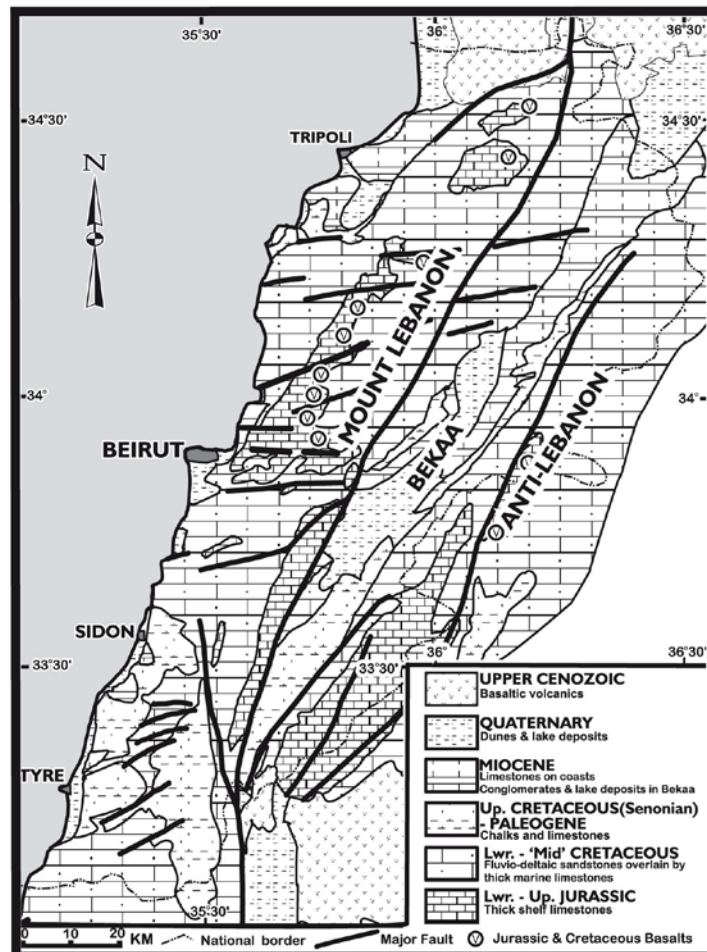 35°30'
36°
36°30'
34°30'
34°30'
TRIPOLI
N
MOUNT LEBANON
34°
34°
BEIRUT
BEKAA
ANTI-LEBANON
V
V
V
V
V
V
V
V
V
V
SIDON
33°30'
33°30'
36°
36°30'
TYRE
35°30'
UPPER CENOZOIC
Basaltic volcanics
QUATERNARY
Dunes & lake deposits
MIOCENE
Limestones on coasts
Conglomerates & lake deposits in Bekaa
Up. CRETACEOUS(Senonian)
- PALEOGENE
Chalks and limestones
Lwr. - 'Mid' CRETACEOUS
Fluvio-deltaic sandstones overlain by
thick marine limestones
Lwr. - Up. JURASSIC
Thick shelf limestones
0 10 20 KM National border Major Fault V Jurassic & Cretaceous Basalts